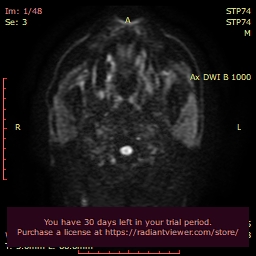 Im: 1/48
Se: 3
A
STP74
STP74
M
Ax DWI B 1000
R
L
You have 30 days left in your trial period.
Purchase a license at https://radiantviewer.com/store/